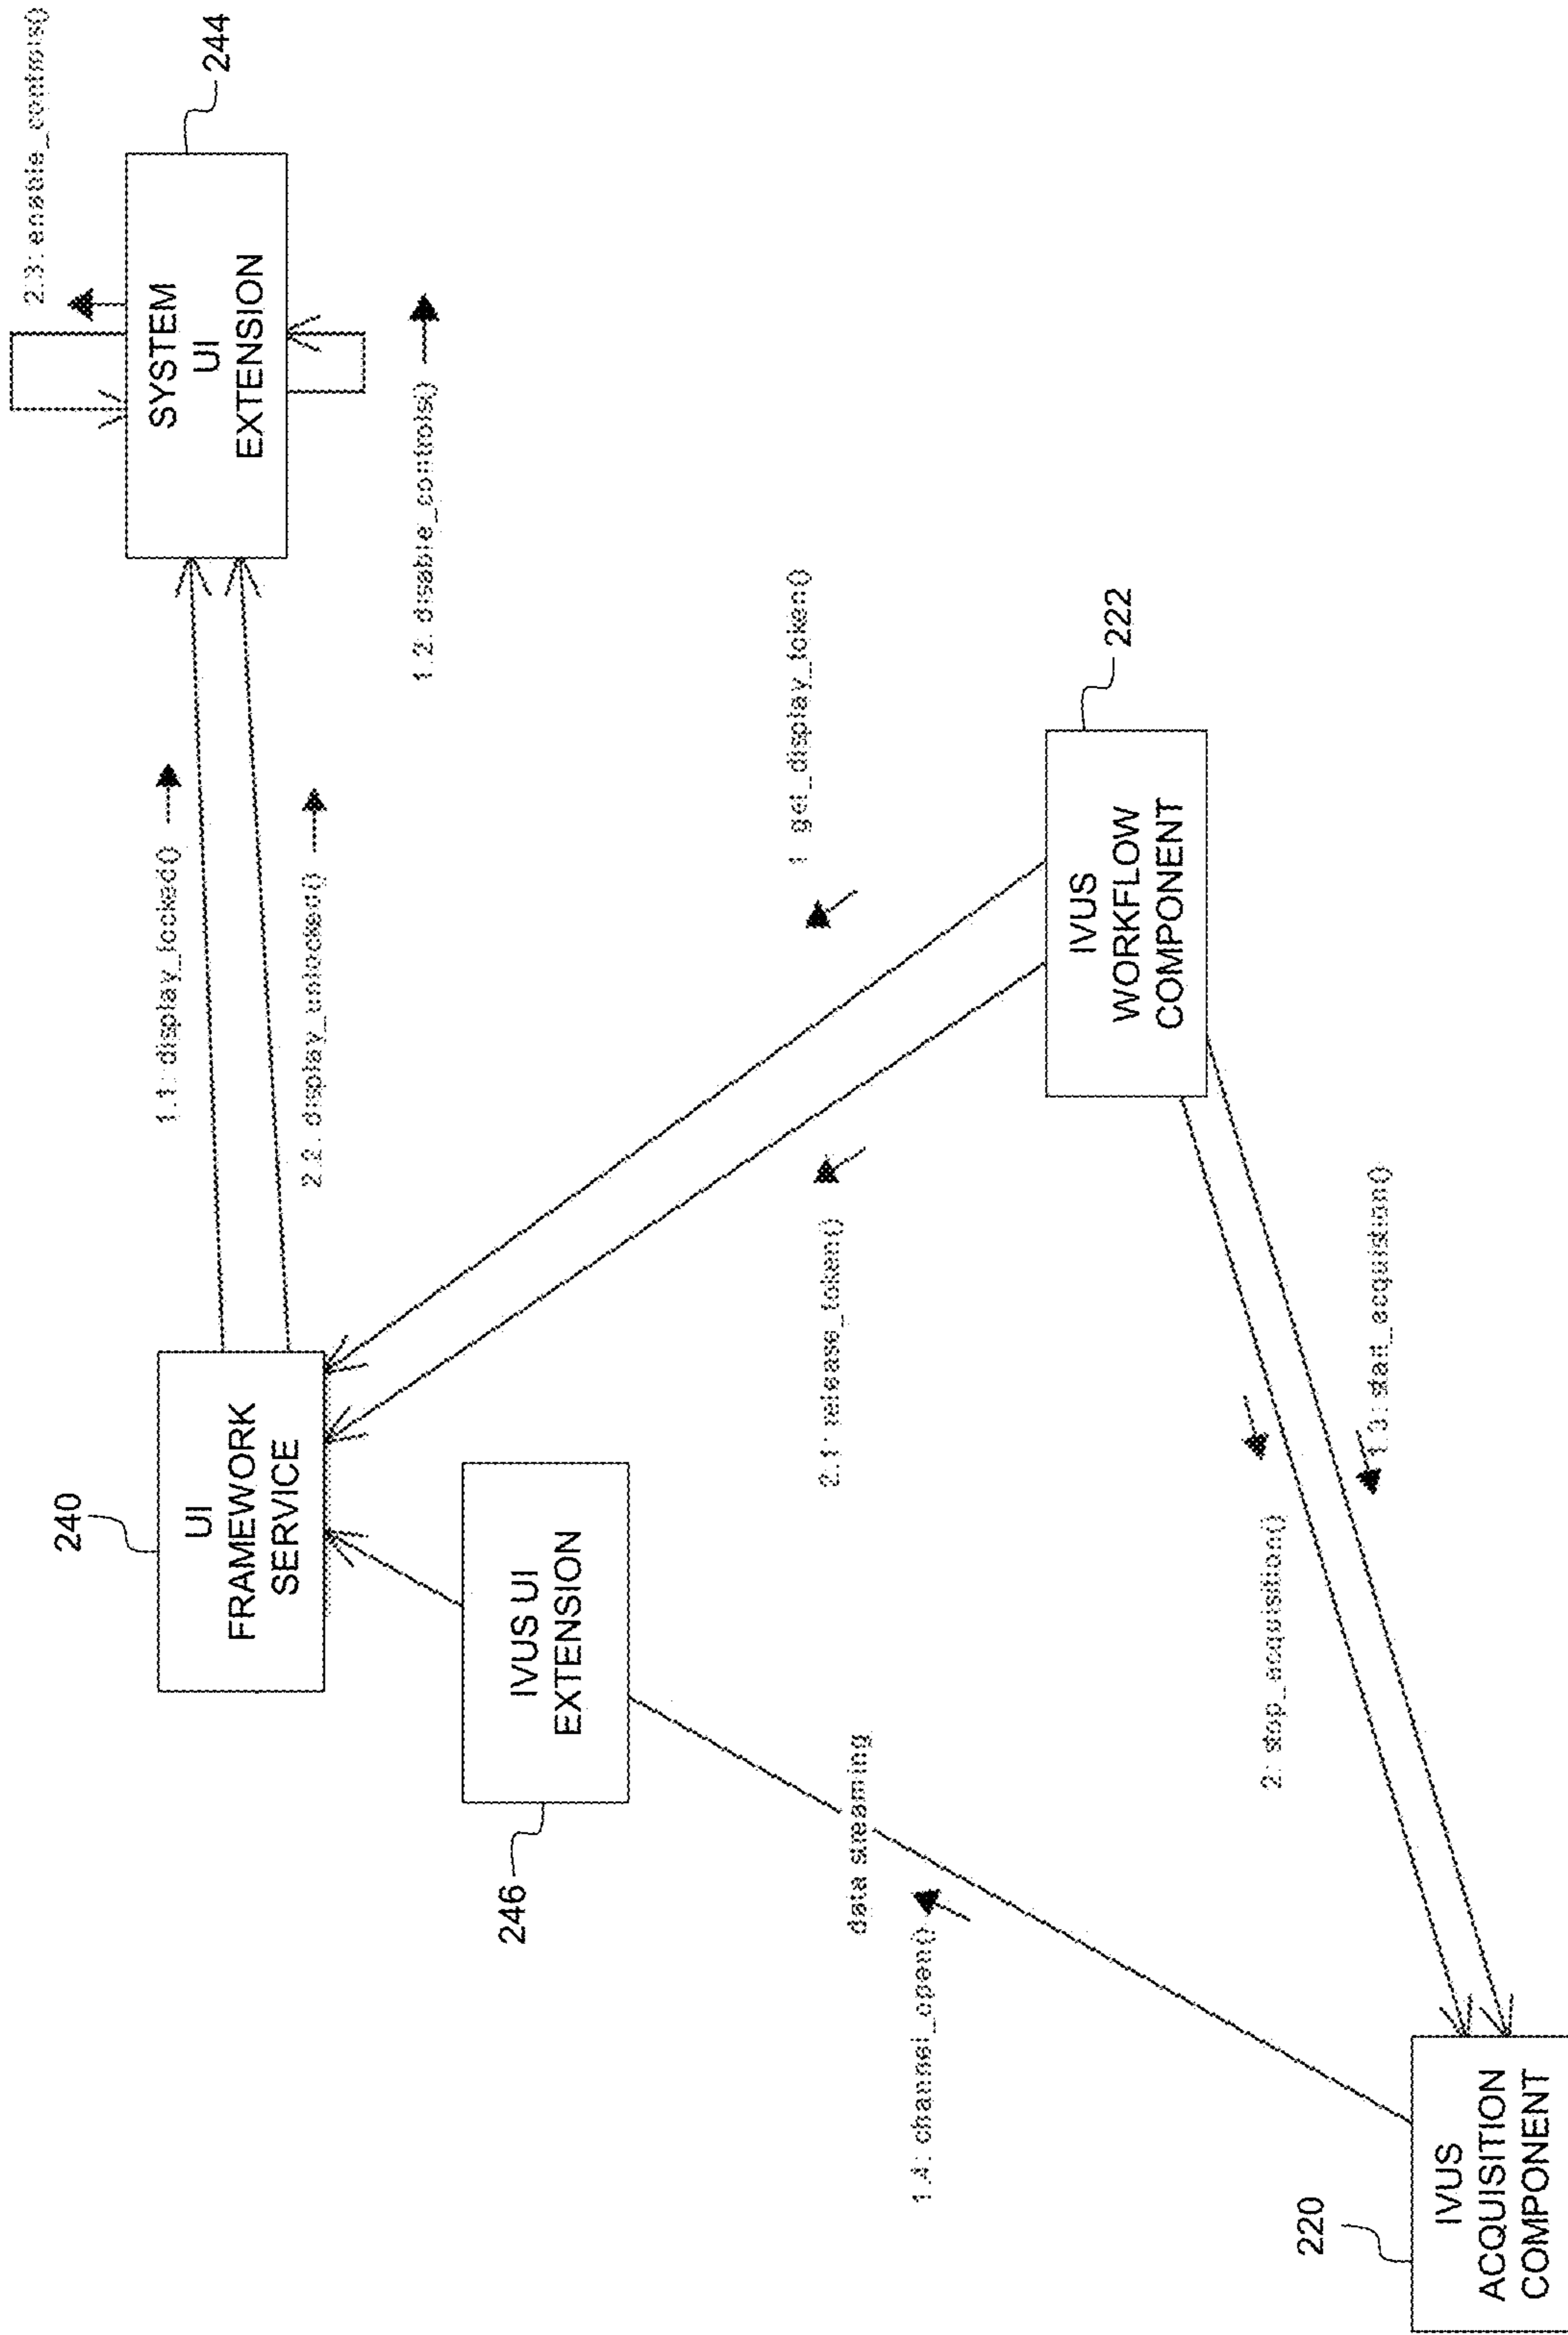 240
UI
FRAMEWORK
SERVICE
1.1: display_locked()
2.2: display_unlocked()
SYSTEM
UI
EXTENSION
244
2.3: enable_controls()
1.2: disable_controls()
246
IVUS UI
EXTENSION
data streaming
1.4: channel_open()
2.1: release_token()
1: get_display_token()
IVUS
WORKFLOW
COMPONENT
222
2: stop_acquisition()
1.3: start_acquistion()
220
IVUS
ACQUISITION
COMPONENT